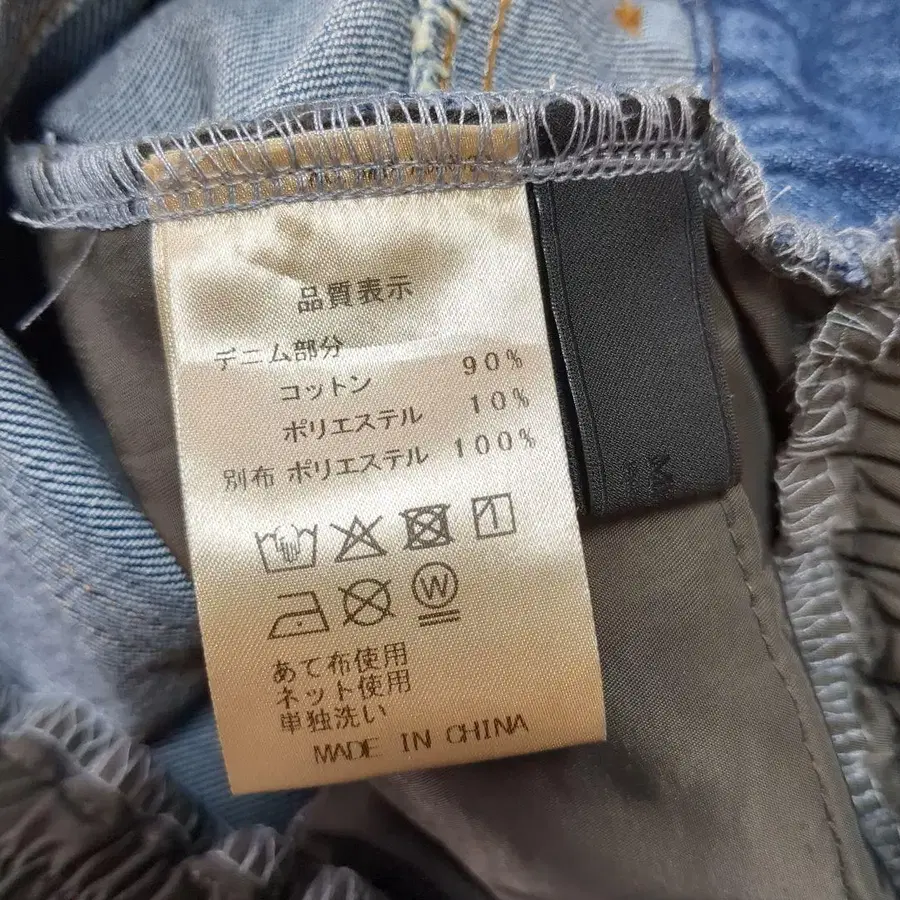 品質表示
デニム部分
コットン 90%
ポリエステル 10%
別布 ポリエステル 100%
W
あて布使用
ネット使用
単独洗い
MADE IN CHINA
M